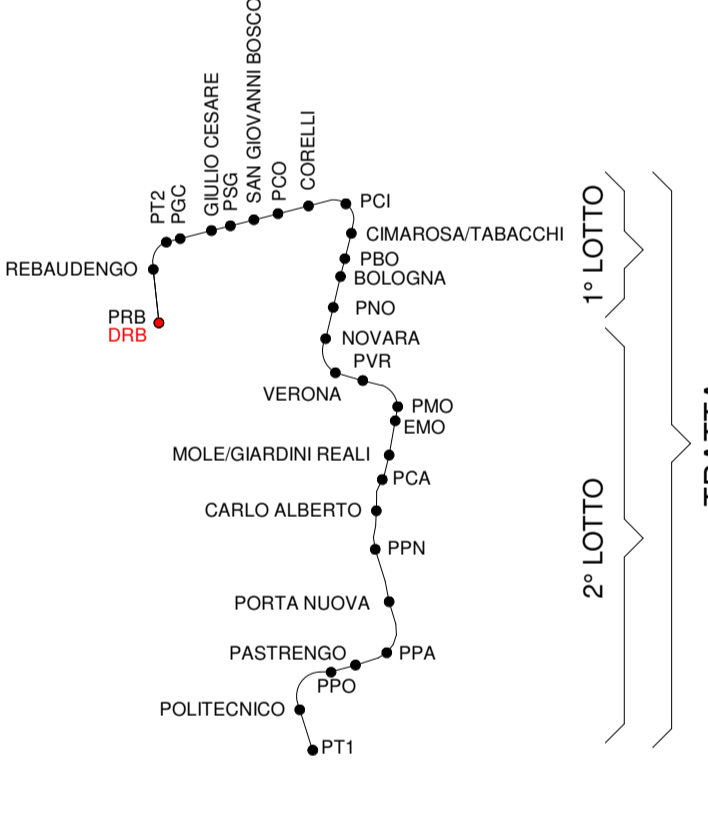 SAN GIOVANNI BOSCO
GIULIO CESARE
CORELLI
PCO
PSG
PGC
PT2
PCI
CIMAROSA/TABACCHI
REBAUDENGO
PBO
BOLOGNA
PNO
PRB
DRB
NOVARA
PVR
VERONA
PMO
EMO
MOLE/GIARDINI REALI
PCA
CARLO ALBERTO
PPN
PORTA NUOVA
PASTRENGO
PPA
PPO
POLITECNICO
PT1
1° LOTTO
2° LOTTO